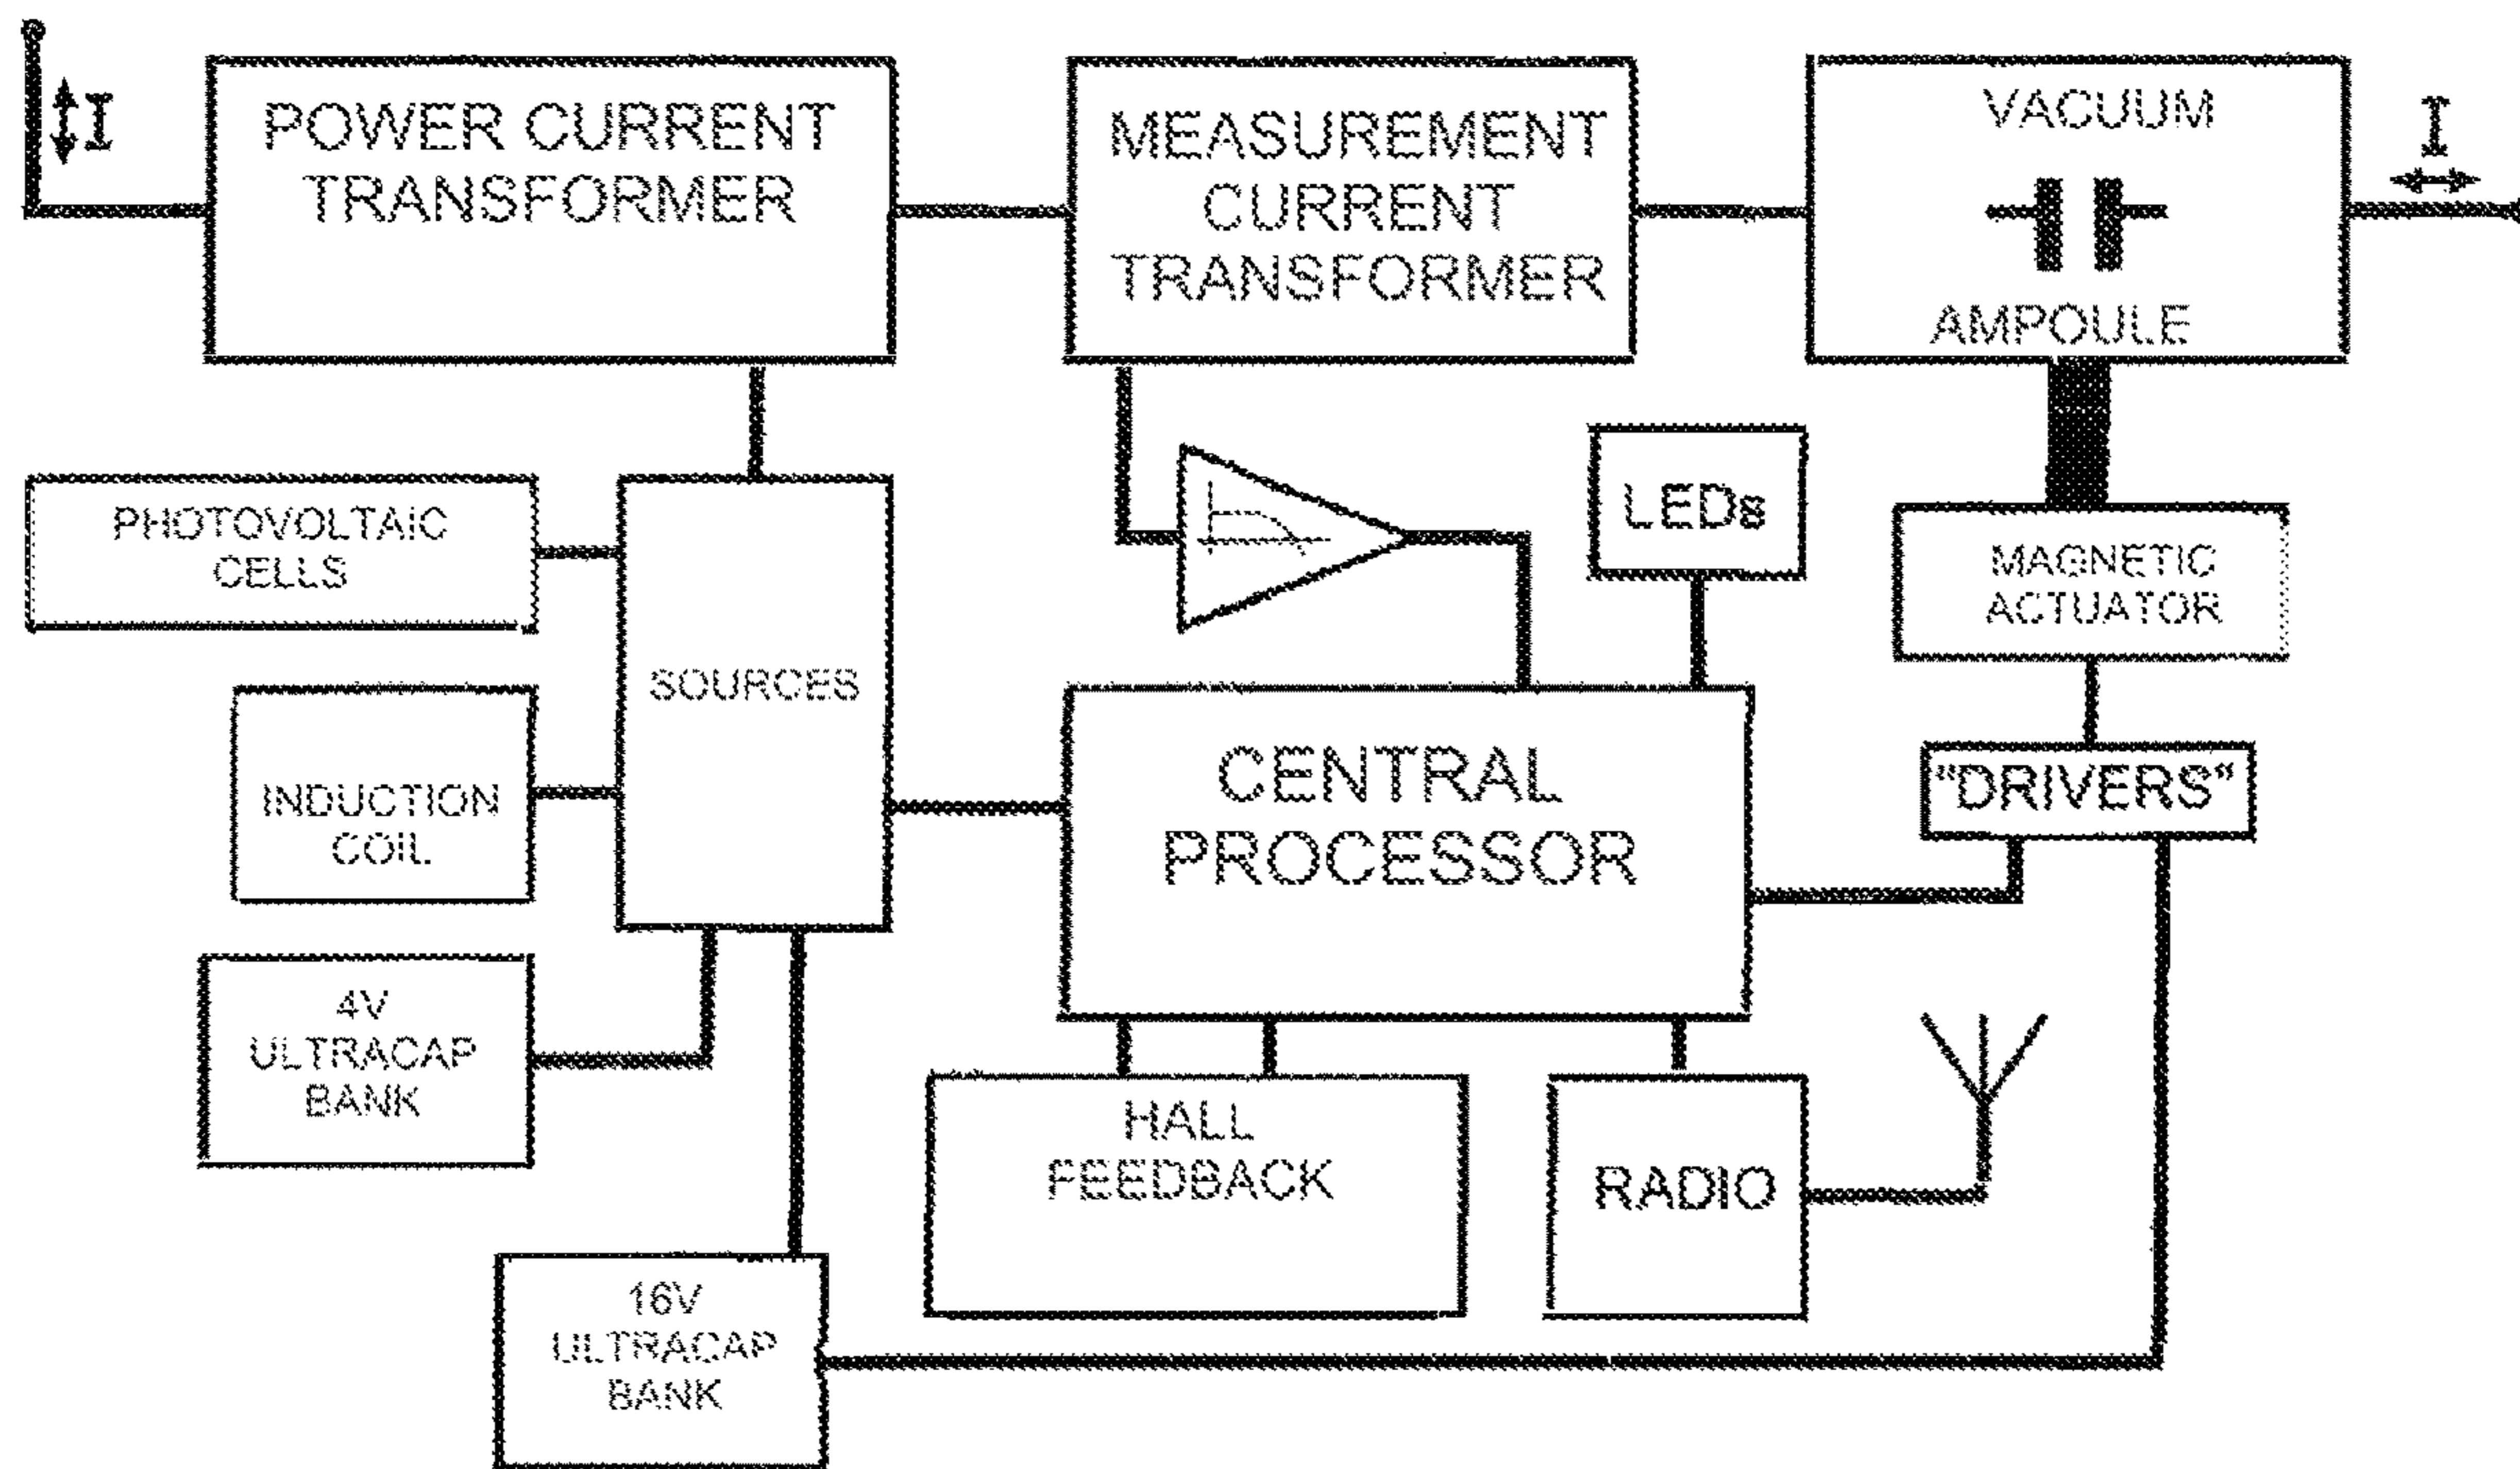 I
POWER CURRENT
TRANSFORMER
MEASUREMENT
CURRENT
TRANSFORMER
VACUUM
AMPOULE
I
PHOTOVOLTAIC
CELLS
SOURCES
LEDs
MAGNETIC
ACTUATOR
INDUCTION
COIL
CENTRAL
PROCESSOR
"DRIVERS"
4V
ULTRACAP
BANK
HALL
FEEDBACK
RADIO
16V
ULTRACAP
BANK